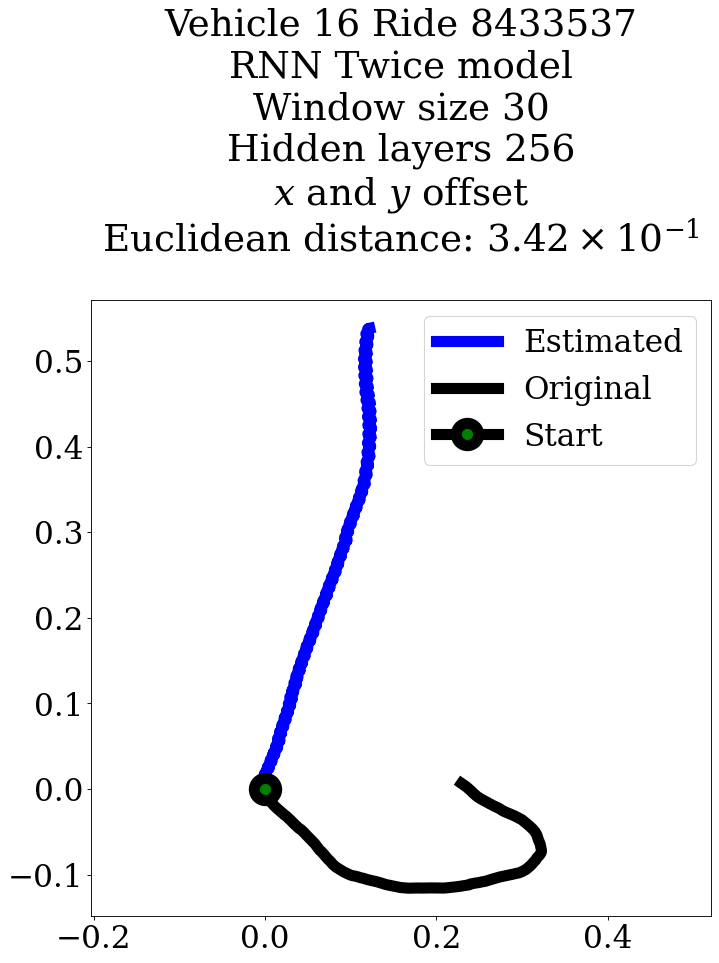 Vehicle 16 Ride 8433537
RNN Twice model
Window size 30
Hidden layers 256
x and y offset
Euclidean distance: 3.42 × 10⁻¹
Estimated
Original
Start
0.5
0.4
0.3
0.2
0.1
0.0
−0.1
−0.2 0.0 0.2 0.4